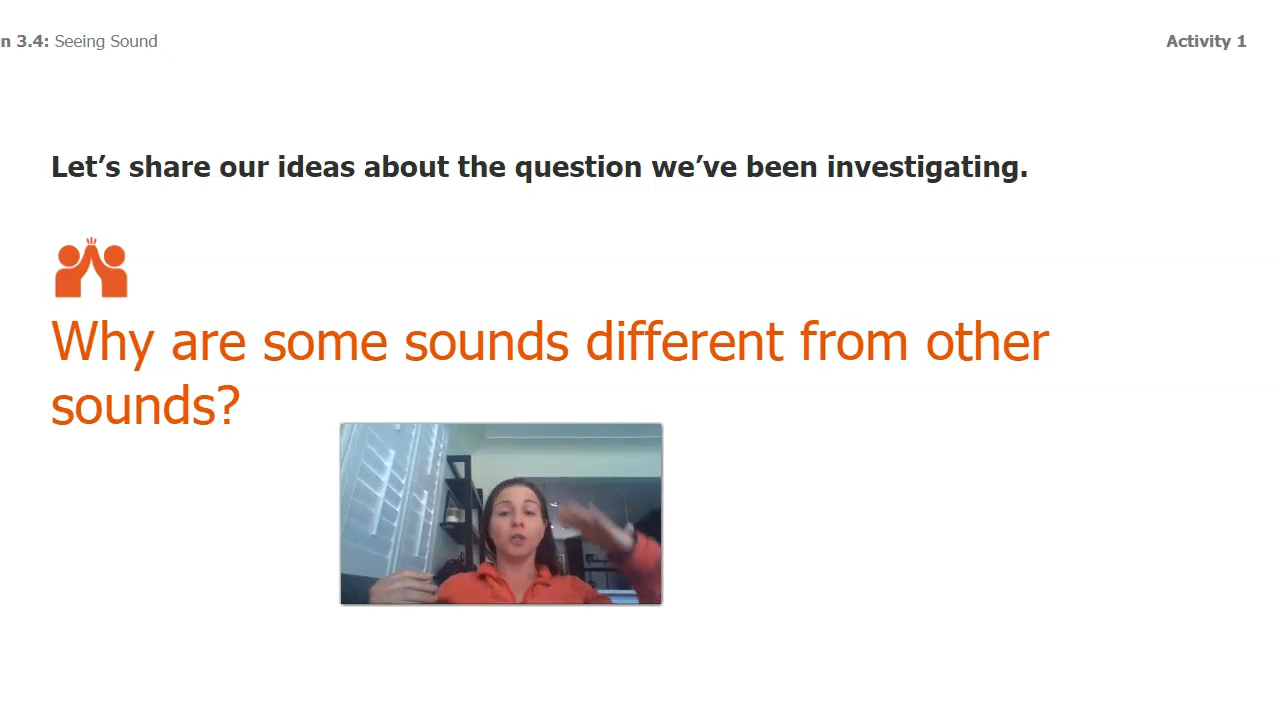 n 3.4: Seeing Sound
Activity 1
Let’s share our ideas about the question we’ve been investigating.
Why are some sounds different from other
sounds?